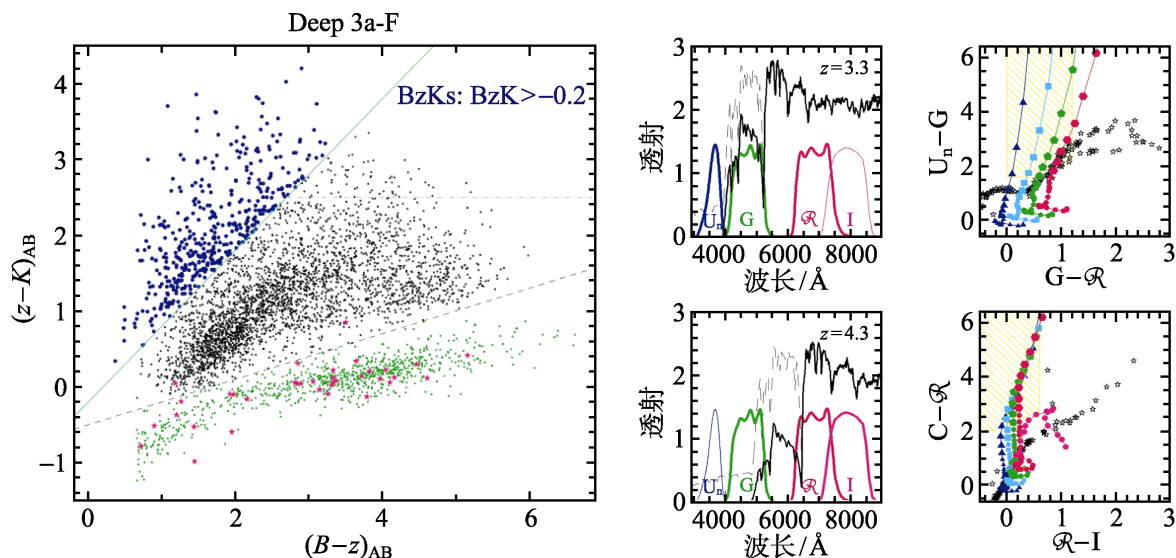 Deep 3a-F
BzKs: BzK>−0.2
(z−K)AB
4
3
2
1
0
−1
0 2 4 6
(B−z)AB
z=3.3
透射
3
2
1
0
Un G ℛ I
4000 6000 8000
波长/Å
Un−G
6
4
2
0
0 1 2 3
G−ℛ
z=4.3
透射
3
2
1
0
Un G ℛ I
4000 6000 8000
波长/Å
C−ℛ
6
4
2
0
0 1 2 3
ℛ−I